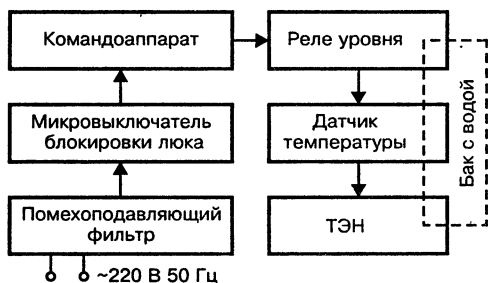 Командоаппарат
Реле уровня
Микровыключатель
блокировки люка
Датчик
температуры
Бак с водой
Помехоподавляющий
фильтр
ТЭН
~220 В 50 Гц